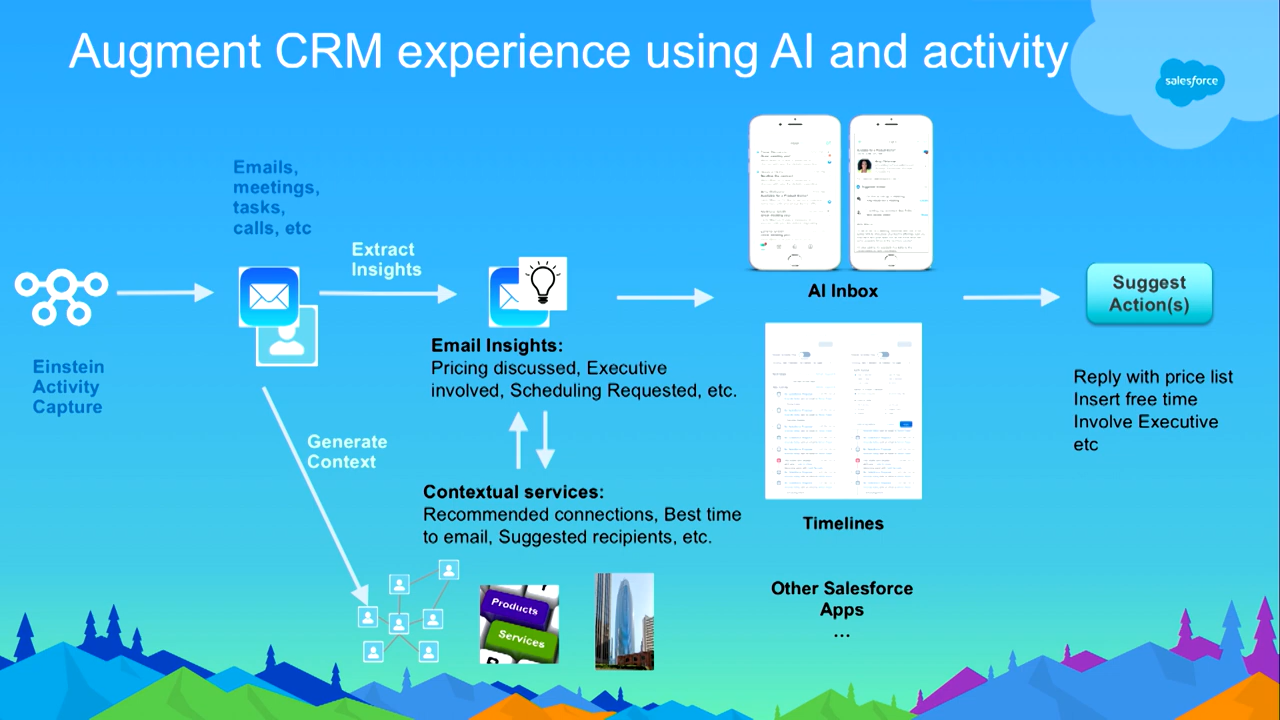 Augment CRM experience using AI and activity
salesforce
Emails,
meetings,
tasks,
calls, etc
Extract
Insights
Einstein
Activity
Capture
Generate
Context
Email Insights:
Pricing discussed, Executive
involved, Scheduling Requested, etc.
Contextual services:
Recommended connections, Best time
to email, Suggested recipients, etc.
Products
Services
AI Inbox
Timelines
Other Salesforce
Apps
...
Suggest
Action(s)
Reply with price list
Insert free time
Involve Executive
etc